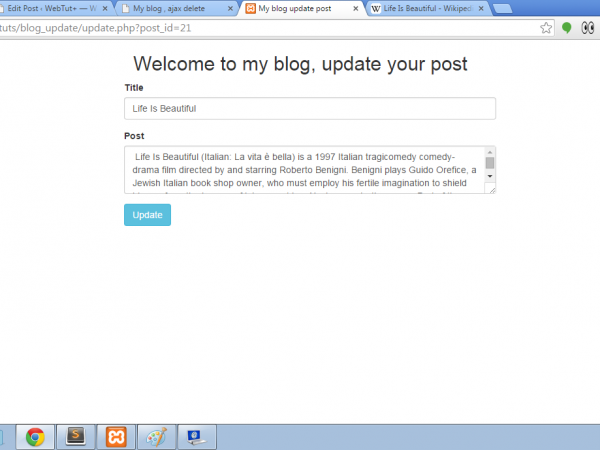 Edit Post ‹ WebTut+ —
My blog , ajax delete
My blog update post
Life Is Beautiful - Wikiped
tuts/blog_update/update.php?post_id=21
Welcome to my blog, update your post
Title
Life Is Beautiful
Post
Life Is Beautiful (Italian: La vita è bella) is a 1997 Italian tragicomedy comedy-
drama film directed by and starring Roberto Benigni. Benigni plays Guido Orefice, a
Jewish Italian book shop owner, who must employ his fertile imagination to shield
Update